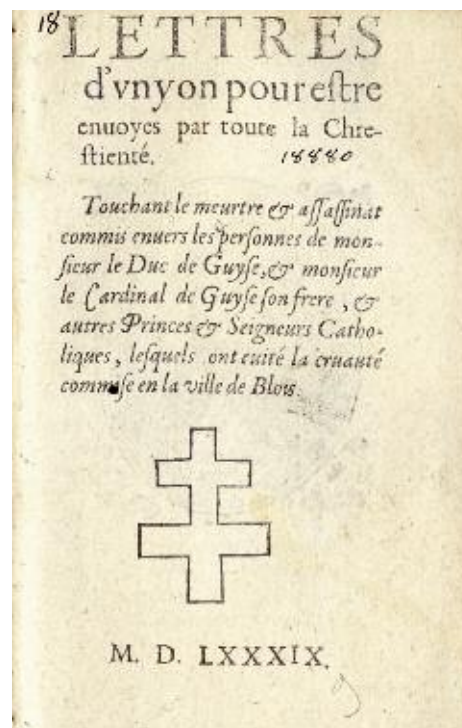 18
LETTRES
d'vnyon pour eſtre
enuoyes par toute la Chre-
ſtienté.
18880
Touchant le meurtre & aſſaſſinat
commis enuers les perſonnes de mon-
ſieur le Duc de Guyſe, & monſieur
le Cardinal de Guyſe ſon frere, &
autres Princes & Seigneurs Catho-
liques, leſquels ont euité la cruauté
commiſe en la ville de Blois.
M. D. LXXXIX.